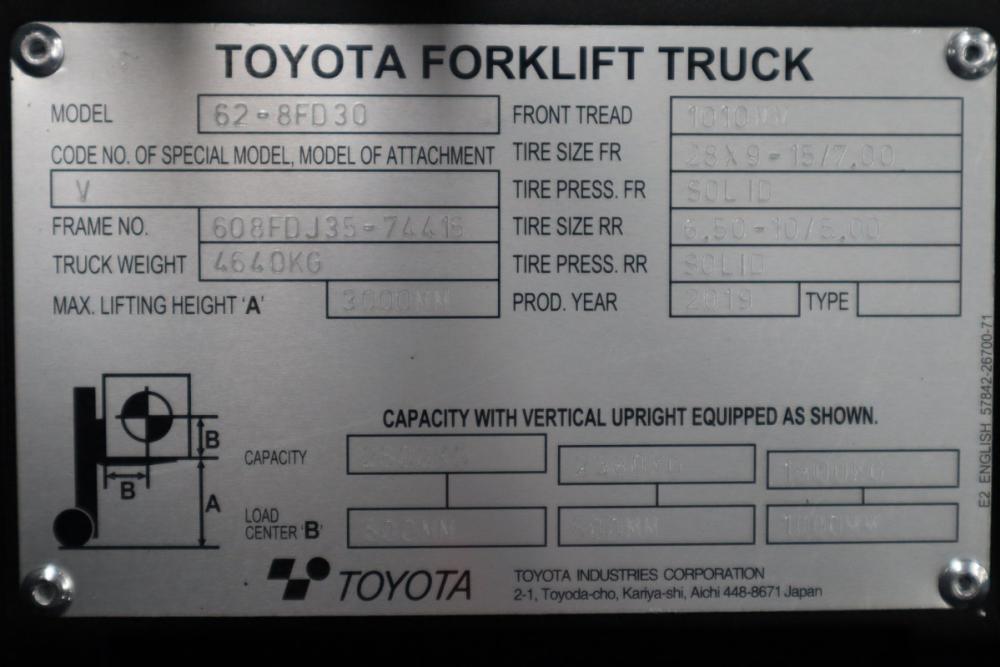 TOYOTA FORKLIFT TRUCK
MODEL 62-8FD30
CODE NO. OF SPECIAL MODEL, MODEL OF ATTACHMENT
V
FRAME NO. 608FDJ35-74416
TRUCK WEIGHT 4640KG
MAX. LIFTING HEIGHT 'A' 3000MM
FRONT TREAD 1010MM
TIRE SIZE FR 28X9-15/7.00
TIRE PRESS. FR SOLID
TIRE SIZE RR 6.50-10/5.00
TIRE PRESS. RR SOLID
PROD. YEAR 2019 TYPE
CAPACITY WITH VERTICAL UPRIGHT EQUIPPED AS SHOWN.
B
B
A
CAPACITY
LOAD
CENTER 'B' 1000MM
TOYOTA
TOYOTA INDUSTRIES CORPORATION
2-1, Toyoda-cho, Kariya-shi, Aichi 448-8671 Japan
E2 ENGLISH 57842-26700-71